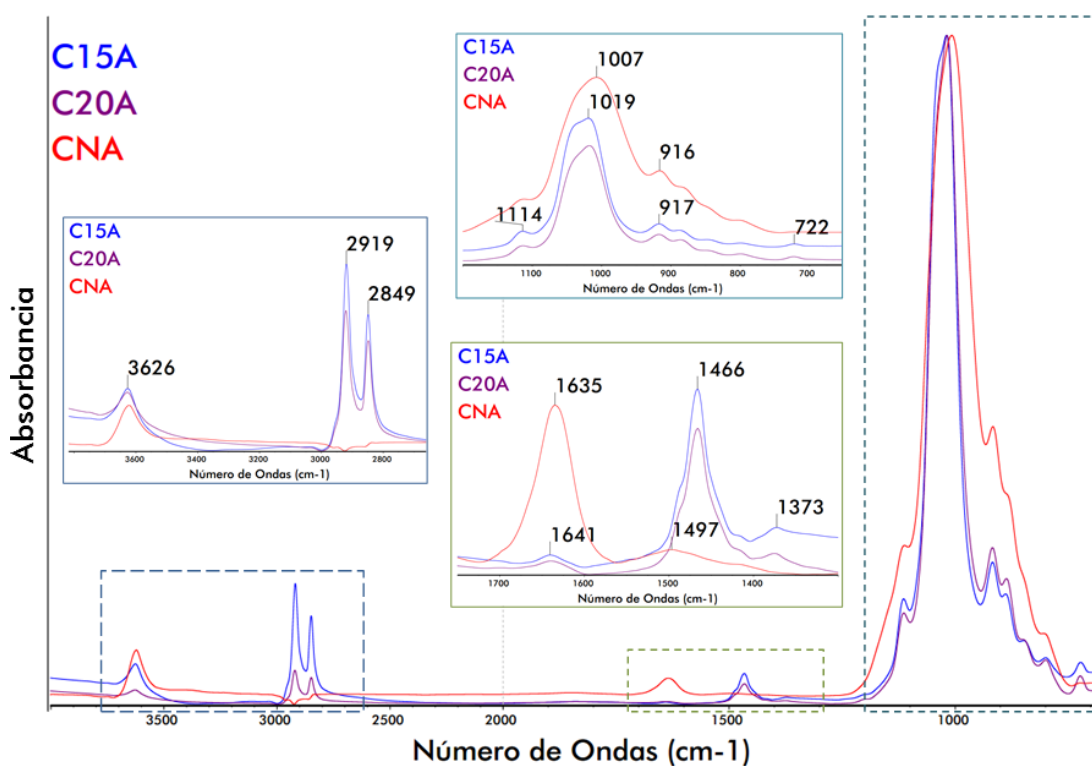 C15A
C20A
CNA
Absorbancia
C15A
C20A
CNA
3626
2919
2849
3600
3400
3200
3000
2800
Número de Ondas (cm-1)
C15A
C20A
CNA
1007
1019
916
1114
917
722
1100
1000
900
800
700
Número de Ondas (cm-1)
C15A
C20A
CNA
1635
1466
1641
1497
1373
1700
1600
1500
1400
Número de Ondas (cm-1)
3500
3000
2500
2000
1500
1000
Número de Ondas (cm-1)